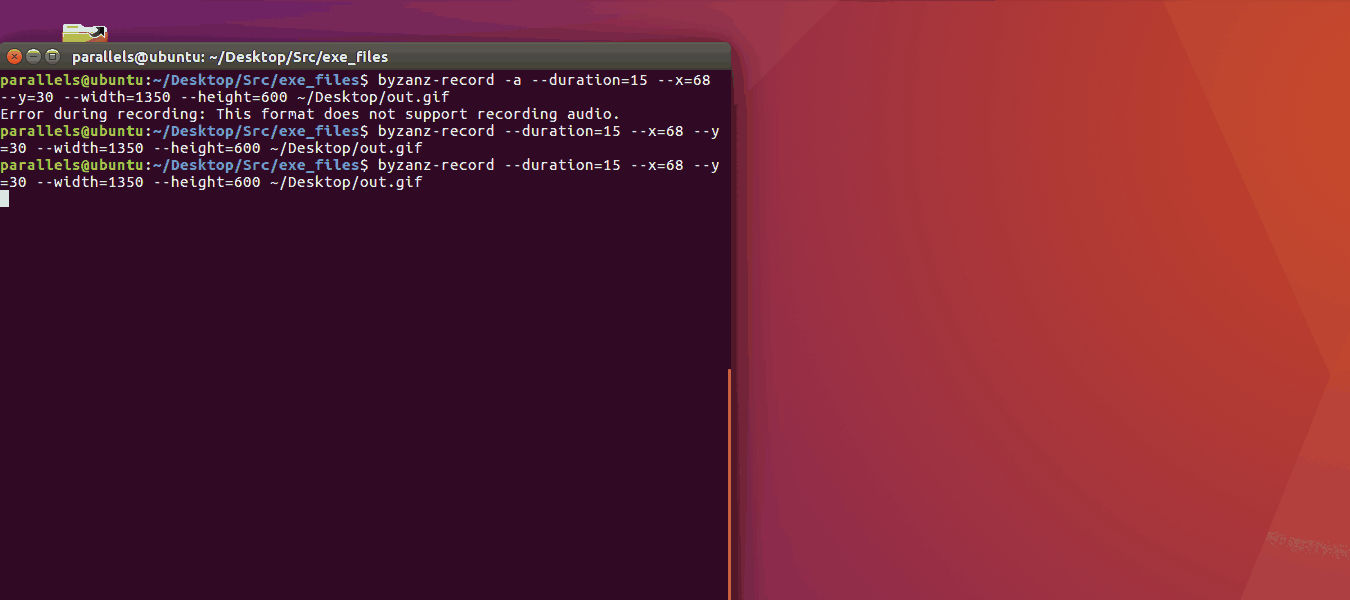 parallels@ubuntu: ~/Desktop/Src/exe_files
parallels@ubuntu:~/Desktop/Src/exe_files$ byzanz-record -a --duration=15 --x=68
--y=30 --width=1350 --height=600 ~/Desktop/out.gif
Error during recording: This format does not support recording audio.
parallels@ubuntu:~/Desktop/Src/exe_files$ byzanz-record --duration=15 --x=68 --y
=30 --width=1350 --height=600 ~/Desktop/out.gif
parallels@ubuntu:~/Desktop/Src/exe_files$ byzanz-record --duration=15 --x=68 --y
=30 --width=1350 --height=600 ~/Desktop/out.gif